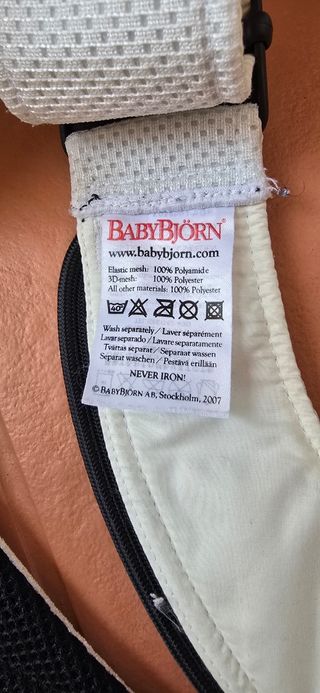 BABYBJÖRN®
www.babybjorn.com
Elastic mesh: 100% Polyamide
3D-mesh: 100% Polyester
All other materials: 100% Polyester
40°
Wash separately / Laver séparément
Lavar separado / Lavare separatamente
Tvättas separat / Separaat wassen
Separat waschen / Pestävä erillään
NEVER IRON!
© BABYBJÖRN AB, Stockholm, 2007